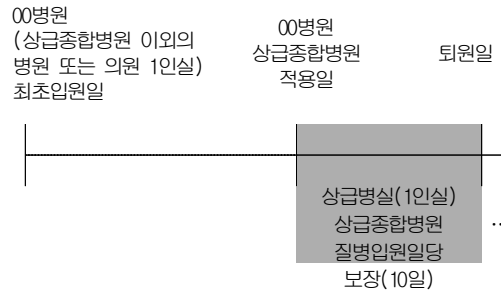 00병원
(상급종합병원 이외의
병원 또는 의원 1인실)
최초입원일
00병원
상급종합병원
적용일
퇴원일
상급병실(1인실)
상급종합병원
질병입원일당
보장(10일)
..